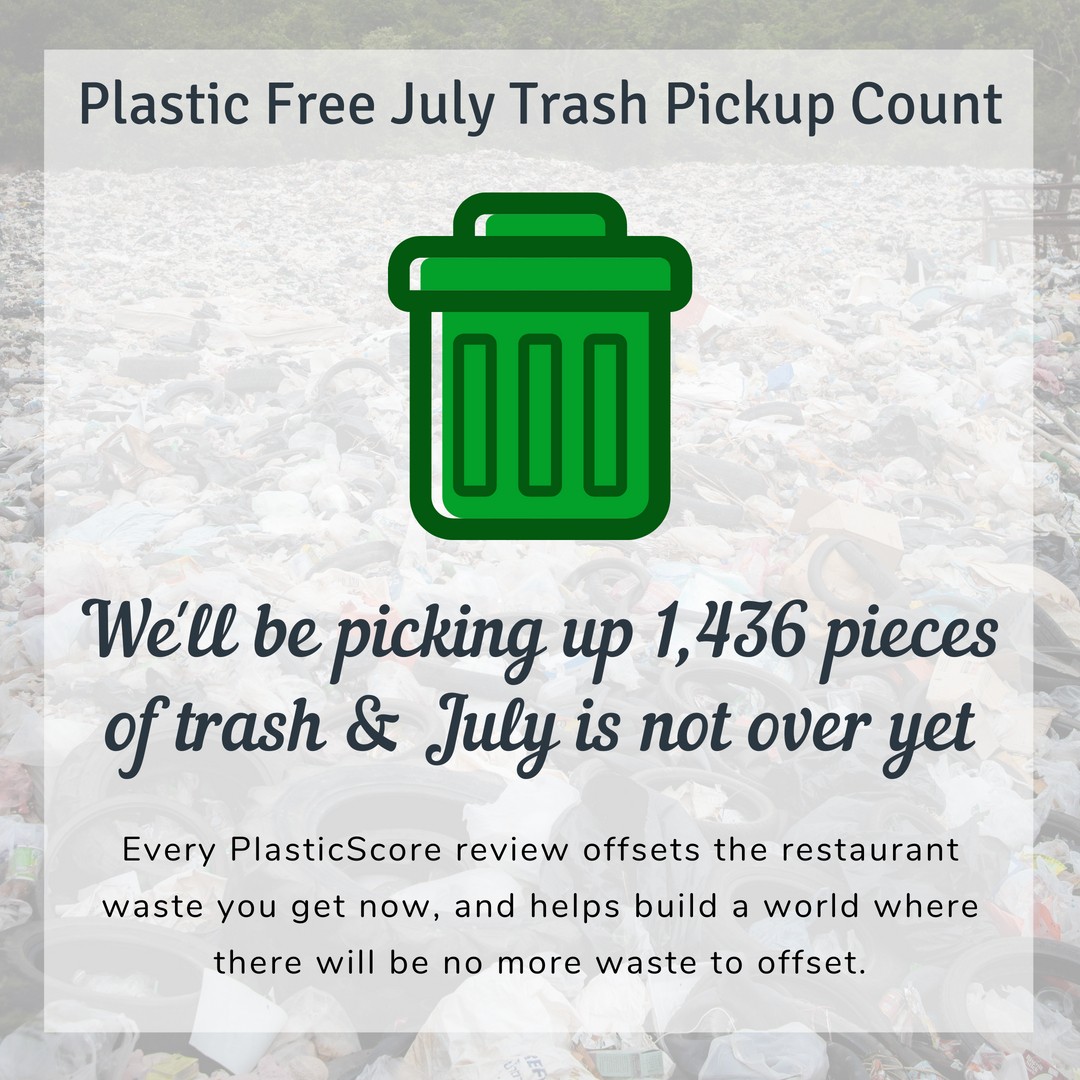 Plastic Free July Trash Pickup Count
We'll be picking up 1,436 pieces
of trash & July is not over yet
Every PlasticScore review offsets the restaurant
waste you get now, and helps build a world where
there will be no more waste to offset.